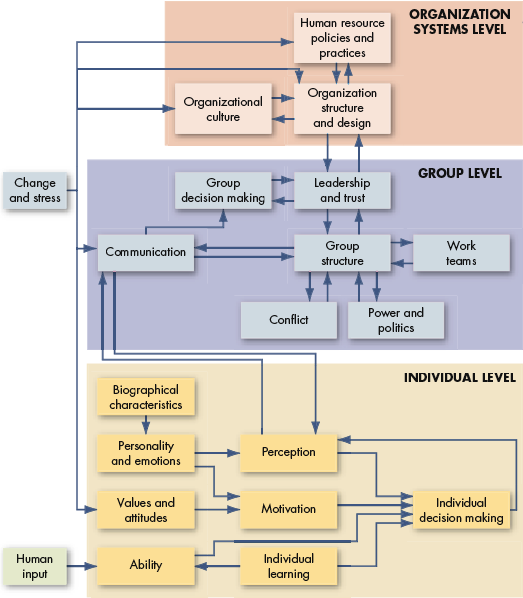 ORGANIZATION
SYSTEMS LEVEL
Human resource
policies and
practices
Organizational
culture
Organization
structure
and design
GROUP LEVEL
Change
and stress
Group
decision making
Leadership
and trust
Communication
Group
structure
Work
teams
Conflict
Power and
politics
INDIVIDUAL LEVEL
Biographical
characteristics
Personality
and emotions
Perception
Values and
attitudes
Motivation
Individual
decision making
Human
input
Ability
Individual
learning